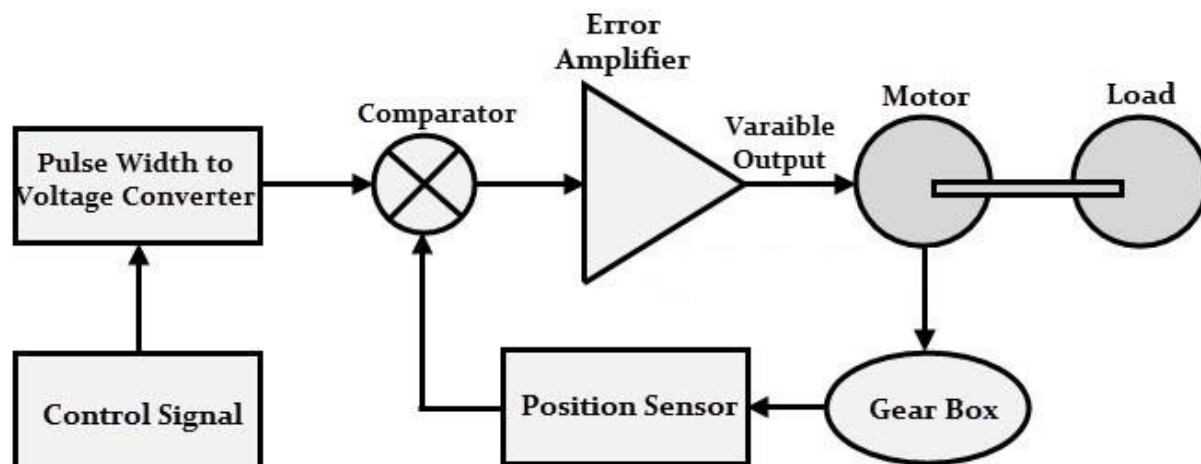 Error
Amplifier
Comparator
Varaible
Output
Motor
Load
Pulse Width to
Voltage Converter
Control Signal
Position Sensor
Gear Box